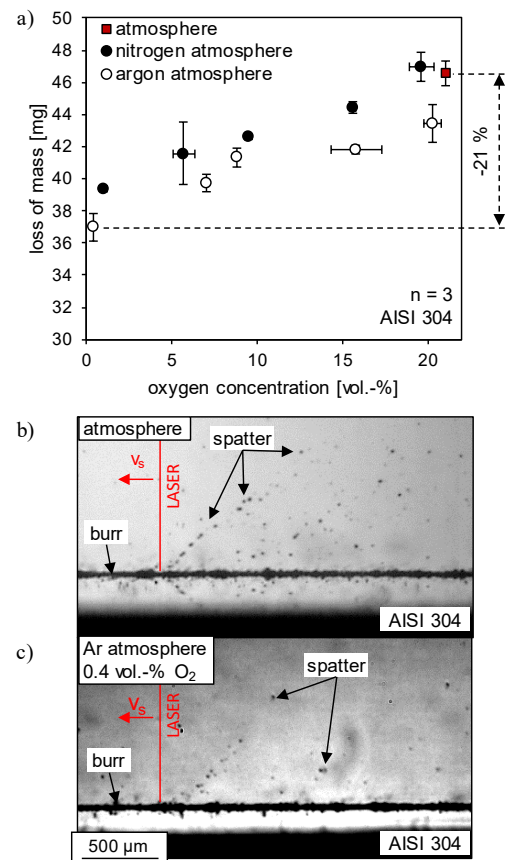 a)
atmosphere
nitrogen atmosphere
argon atmosphere
loss of mass [mg]
50
48
46
44
42
40
38
36
34
32
30
-21 %
n = 3
AISI 304
0 5 10 15 20
oxygen concentration [vol.-%]
b)
atmosphere
spatter
vs
LASER
burr
AISI 304
c)
Ar atmosphere
0.4 vol.-% O2
spatter
vs
LASER
burr
500 µm
AISI 304